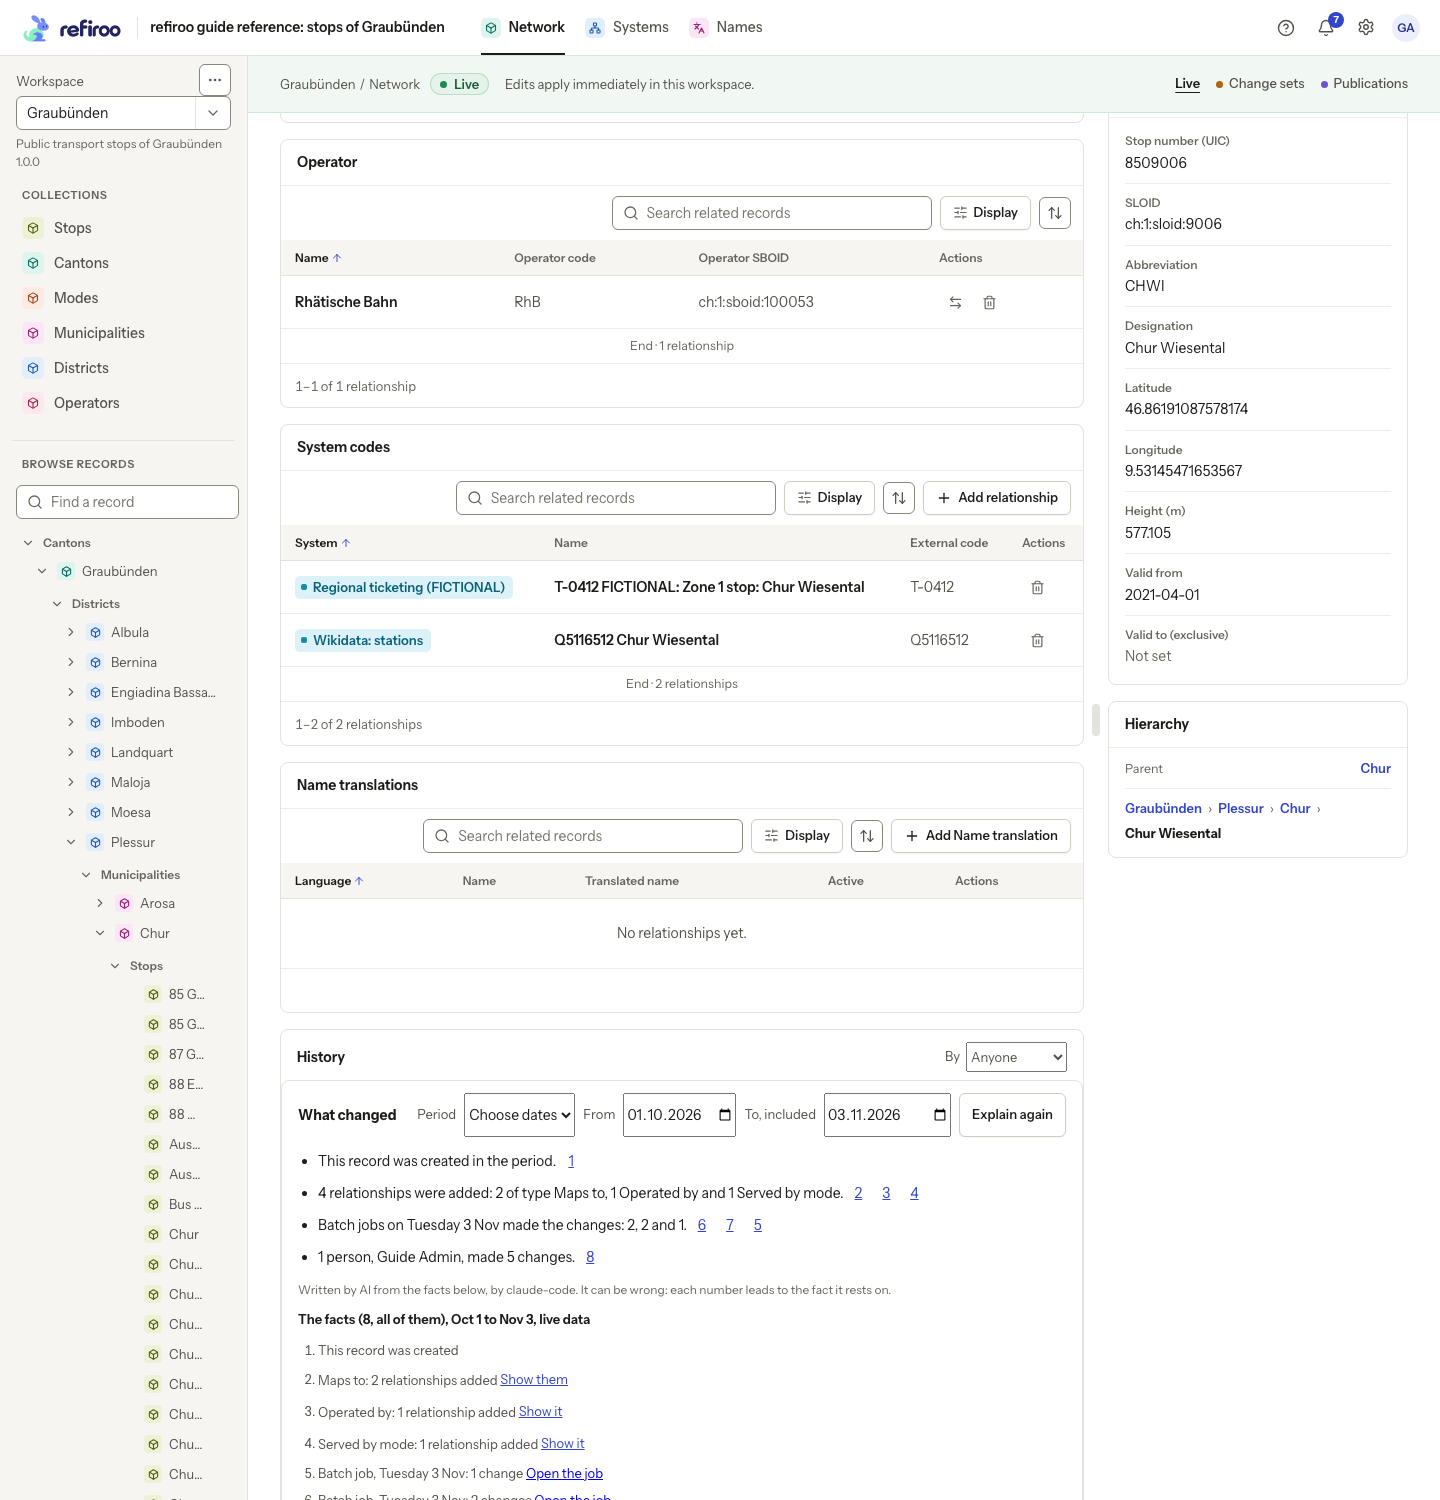 refiroo
refiroo guide reference: stops of Graubünden
Network
Systems
Names
7
GA
Workspace
Graubünden
Public transport stops of Graubünden
1.0.0
COLLECTIONS
Stops
Cantons
Modes
Municipalities
Districts
Operators
BROWSE RECORDS
Find a record
Cantons
Graubünden
Districts
Albula
Bernina
Engiadina Bassa...
Imboden
Landquart
Maloja
Moesa
Plessur
Municipalities
Arosa
Chur
Stops
85 G...
85 G...
87 G...
88 E...
88 ...
Aus...
Aus...
Bus ...
Chur
Chu...
Chu...
Chu...
Chu...
Chu...
Chu...
Chu...
Chu...
Graubünden / Network
Live
Edits apply immediately in this workspace.
Live
Change sets
Publications
Operator
Search related records
Display
Name ↑ Operator code Operator SBOID Actions
Rhätische Bahn RhB ch:1:sboid:100053
End · 1 relationship
1–1 of 1 relationship
System codes
Search related records
Display
Add relationship
System ↑ Name External code Actions
Regional ticketing (FICTIONAL) T-0412 FICTIONAL: Zone 1 stop: Chur Wiesental T-0412
Wikidata: stations Q5116512 Chur Wiesental Q5116512
End · 2 relationships
1–2 of 2 relationships
Name translations
Search related records
Display
Add Name translation
Language ↑ Name Translated name Active Actions
No relationships yet.
History
By Anyone
What changed Period Choose dates From 01.10.2026 To, included 03.11.2026 Explain again
This record was created in the period. 1
4 relationships were added: 2 of type Maps to, 1 Operated by and 1 Served by mode. 2 3 4
Batch jobs on Tuesday 3 Nov made the changes: 2, 2 and 1. 6 7 5
1 person, Guide Admin, made 5 changes. 8
Written by AI from the facts below, by claude-code. It can be wrong: each number leads to the fact it rests on.
The facts (8, all of them), Oct 1 to Nov 3, live data
1. This record was created
2. Maps to: 2 relationships added Show them
3. Operated by: 1 relationship added Show it
4. Served by mode: 1 relationship added Show it
5. Batch job, Tuesday 3 Nov: 1 change Open the job
6. Batch job, Tuesday 3 Nov: 2 changes Open the job
Stop number (UIC)
8509006
SLOID
ch:1:sloid:9006
Abbreviation
CHWI
Designation
Chur Wiesental
Latitude
46.86191087578174
Longitude
9.53145471653567
Height (m)
577.105
Valid from
2021-04-01
Valid to (exclusive)
Not set
Hierarchy
Parent Chur
Graubünden › Plessur › Chur ›
Chur Wiesental